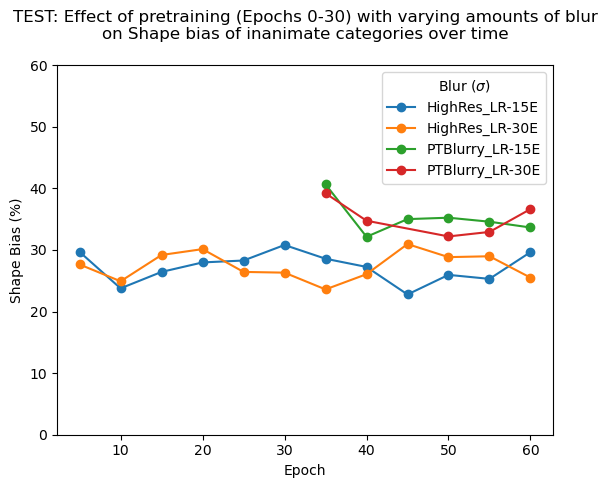 TEST: Effect of pretraining (Epochs 0-30) with varying amounts of blur
on Shape bias of inanimate categories over time
Blur (σ)
HighRes_LR-15E
HighRes_LR-30E
PTBlurry_LR-15E
PTBlurry_LR-30E
Shape Bias (%)
60
50
40
30
20
10
0
10 20 30 40 50 60
Epoch